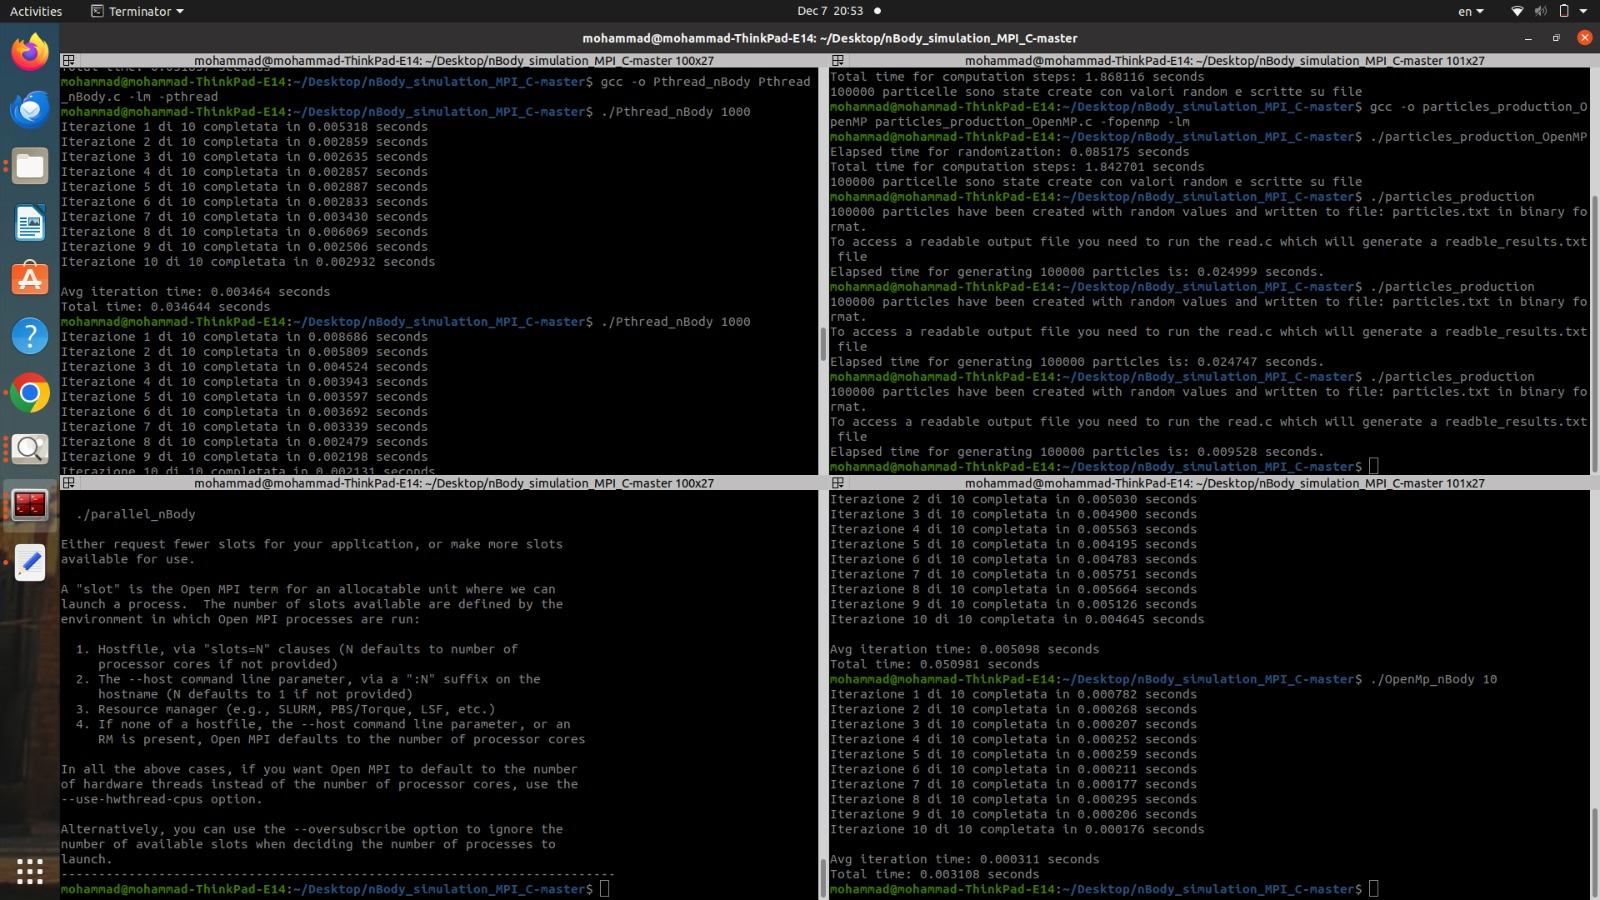 Activities
Terminator
Dec 7 20:53
en
mohammad@mohammad-ThinkPad-E14: ~/Desktop/nBody_simulation_MPI_C-master
mohammad@mohammad-ThinkPad-E14: ~/Desktop/nBody_simulation_MPI_C-master 100x27
mohammad@mohammad-ThinkPad-E14:~/Desktop/nBody_simulation_MPI_C-master$ gcc -o Pthread_nBody Pthread
_nBody.c -lm -pthread
mohammad@mohammad-ThinkPad-E14:~/Desktop/nBody_simulation_MPI_C-master$ ./Pthread_nBody 1000
Iterazione 1 di 10 completata in 0.005318 seconds
Iterazione 2 di 10 completata in 0.002859 seconds
Iterazione 3 di 10 completata in 0.002635 seconds
Iterazione 4 di 10 completata in 0.002857 seconds
Iterazione 5 di 10 completata in 0.002887 seconds
Iterazione 6 di 10 completata in 0.002833 seconds
Iterazione 7 di 10 completata in 0.003430 seconds
Iterazione 8 di 10 completata in 0.006069 seconds
Iterazione 9 di 10 completata in 0.002506 seconds
Iterazione 10 di 10 completata in 0.002932 seconds
Avg iteration time: 0.003464 seconds
Total time: 0.034644 seconds
mohammad@mohammad-ThinkPad-E14:~/Desktop/nBody_simulation_MPI_C-master$ ./Pthread_nBody 1000
Iterazione 1 di 10 completata in 0.008686 seconds
Iterazione 2 di 10 completata in 0.005809 seconds
Iterazione 3 di 10 completata in 0.004524 seconds
Iterazione 4 di 10 completata in 0.003943 seconds
Iterazione 5 di 10 completata in 0.003597 seconds
Iterazione 6 di 10 completata in 0.003692 seconds
Iterazione 7 di 10 completata in 0.003339 seconds
Iterazione 8 di 10 completata in 0.002479 seconds
Iterazione 9 di 10 completata in 0.002198 seconds
Iterazione 10 di 10 completata in 0.002131 seconds
mohammad@mohammad-ThinkPad-E14: ~/Desktop/nBody_simulation_MPI_C-master 101x27
Total time for computation steps: 1.868116 seconds
100000 particelle sono state create con valori random e scritte su file
mohammad@mohammad-ThinkPad-E14:~/Desktop/nBody_simulation_MPI_C-master$ gcc -o particles_production_O
penMP particles_production_OpenMP.c -fopenmp -lm
mohammad@mohammad-ThinkPad-E14:~/Desktop/nBody_simulation_MPI_C-master$ ./particles_production_OpenMP
Elapsed time for randomization: 0.085175 seconds
Total time for computation steps: 1.842701 seconds
100000 particelle sono state create con valori random e scritte su file
mohammad@mohammad-ThinkPad-E14:~/Desktop/nBody_simulation_MPI_C-master$ ./particles_production
100000 particles have been created with random values and written to file: particles.txt in binary fo
rmat.
To access a readable output file you need to run the read.c which will generate a readble_results.txt
file
Elapsed time for generating 100000 particles is: 0.024999 seconds.
mohammad@mohammad-ThinkPad-E14:~/Desktop/nBody_simulation_MPI_C-master$ ./particles_production
100000 particles have been created with random values and written to file: particles.txt in binary fo
rmat.
To access a readable output file you need to run the read.c which will generate a readble_results.txt
file
Elapsed time for generating 100000 particles is: 0.024747 seconds.
mohammad@mohammad-ThinkPad-E14:~/Desktop/nBody_simulation_MPI_C-master$ ./particles_production
100000 particles have been created with random values and written to file: particles.txt in binary fo
rmat.
To access a readable output file you need to run the read.c which will generate a readble_results.txt
file
Elapsed time for generating 100000 particles is: 0.009528 seconds.
mohammad@mohammad-ThinkPad-E14:~/Desktop/nBody_simulation_MPI_C-master$
mohammad@mohammad-ThinkPad-E14: ~/Desktop/nBody_simulation_MPI_C-master 100x27
./parallel_nBody
Either request fewer slots for your application, or make more slots
available for use.
A "slot" is the Open MPI term for an allocatable unit where we can
launch a process.  The number of slots available are defined by the
environment in which Open MPI processes are run:
1. Hostfile, via "slots=N" clauses (N defaults to number of
processor cores if not provided)
2. The --host command line parameter, via a ":N" suffix on the
hostname (N defaults to 1 if not provided)
3. Resource manager (e.g., SLURM, PBS/Torque, LSF, etc.)
4. If none of a hostfile, the --host command line parameter, or an
RM is present, Open MPI defaults to the number of processor cores
In all the above cases, if you want Open MPI to default to the number
of hardware threads instead of the number of processor cores, use the
--use-hwthread-cpus option.
Alternatively, you can use the --oversubscribe option to ignore the
number of available slots when deciding the number of processes to
launch.
--------------------------------------------------------------------------
mohammad@mohammad-ThinkPad-E14:~/Desktop/nBody_simulation_MPI_C-master$
mohammad@mohammad-ThinkPad-E14: ~/Desktop/nBody_simulation_MPI_C-master 101x27
Iterazione 2 di 10 completata in 0.005030 seconds
Iterazione 3 di 10 completata in 0.004900 seconds
Iterazione 4 di 10 completata in 0.005563 seconds
Iterazione 5 di 10 completata in 0.004195 seconds
Iterazione 6 di 10 completata in 0.004783 seconds
Iterazione 7 di 10 completata in 0.005751 seconds
Iterazione 8 di 10 completata in 0.005664 seconds
Iterazione 9 di 10 completata in 0.005126 seconds
Iterazione 10 di 10 completata in 0.004645 seconds
Avg iteration time: 0.005098 seconds
Total time: 0.050981 seconds
mohammad@mohammad-ThinkPad-E14:~/Desktop/nBody_simulation_MPI_C-master$ ./OpenMp_nBody 10
Iterazione 1 di 10 completata in 0.000782 seconds
Iterazione 2 di 10 completata in 0.000268 seconds
Iterazione 3 di 10 completata in 0.000207 seconds
Iterazione 4 di 10 completata in 0.000252 seconds
Iterazione 5 di 10 completata in 0.000259 seconds
Iterazione 6 di 10 completata in 0.000211 seconds
Iterazione 7 di 10 completata in 0.000177 seconds
Iterazione 8 di 10 completata in 0.000295 seconds
Iterazione 9 di 10 completata in 0.000206 seconds
Iterazione 10 di 10 completata in 0.000176 seconds
Avg iteration time: 0.000311 seconds
Total time: 0.003108 seconds
mohammad@mohammad-ThinkPad-E14:~/Desktop/nBody_simulation_MPI_C-master$